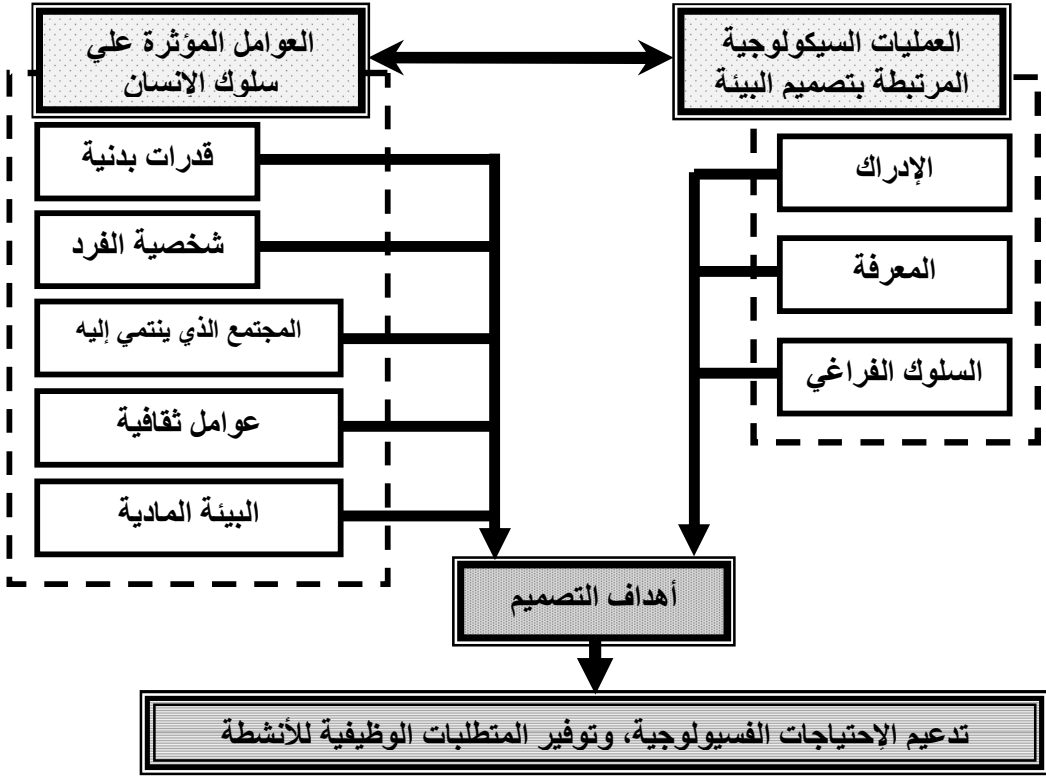 العمليات السيكولوجية
المرتبطة بتصميم البيئة
الإدراك
المعرفة
السلوك الفراغي
العوامل المؤثرة علي
سلوك الانسان
قدرات بدنية
شخصية الفرد
المجتمع الذي ينتمي إليه
عوامل ثقافية
البيئة المادية
أهداف التصميم
تدعيم الإحتياجات الفسيولوجية، وتوفير المتطلبات الوظيفية للأنشطة